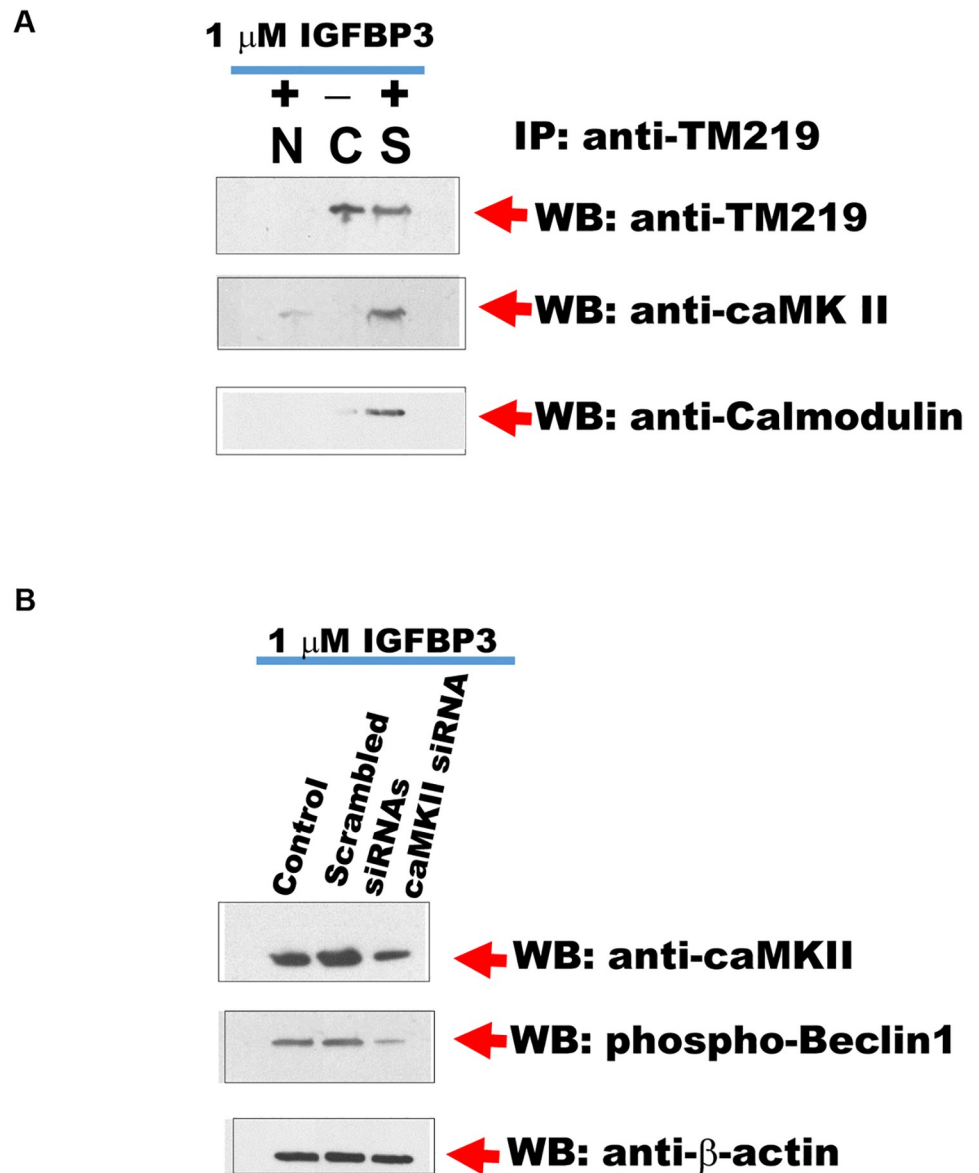 A
1 μM IGFBP3
+ – +
N C S
IP: anti-TM219
WB: anti-TM219
WB: anti-caMK II
WB: anti-Calmodulin
B
1 μM IGFBP3
Control
Scrambled
siRNAs
caMKII siRNA
WB: anti-caMKII
WB: phospho-Beclin1
WB: anti-β-actin